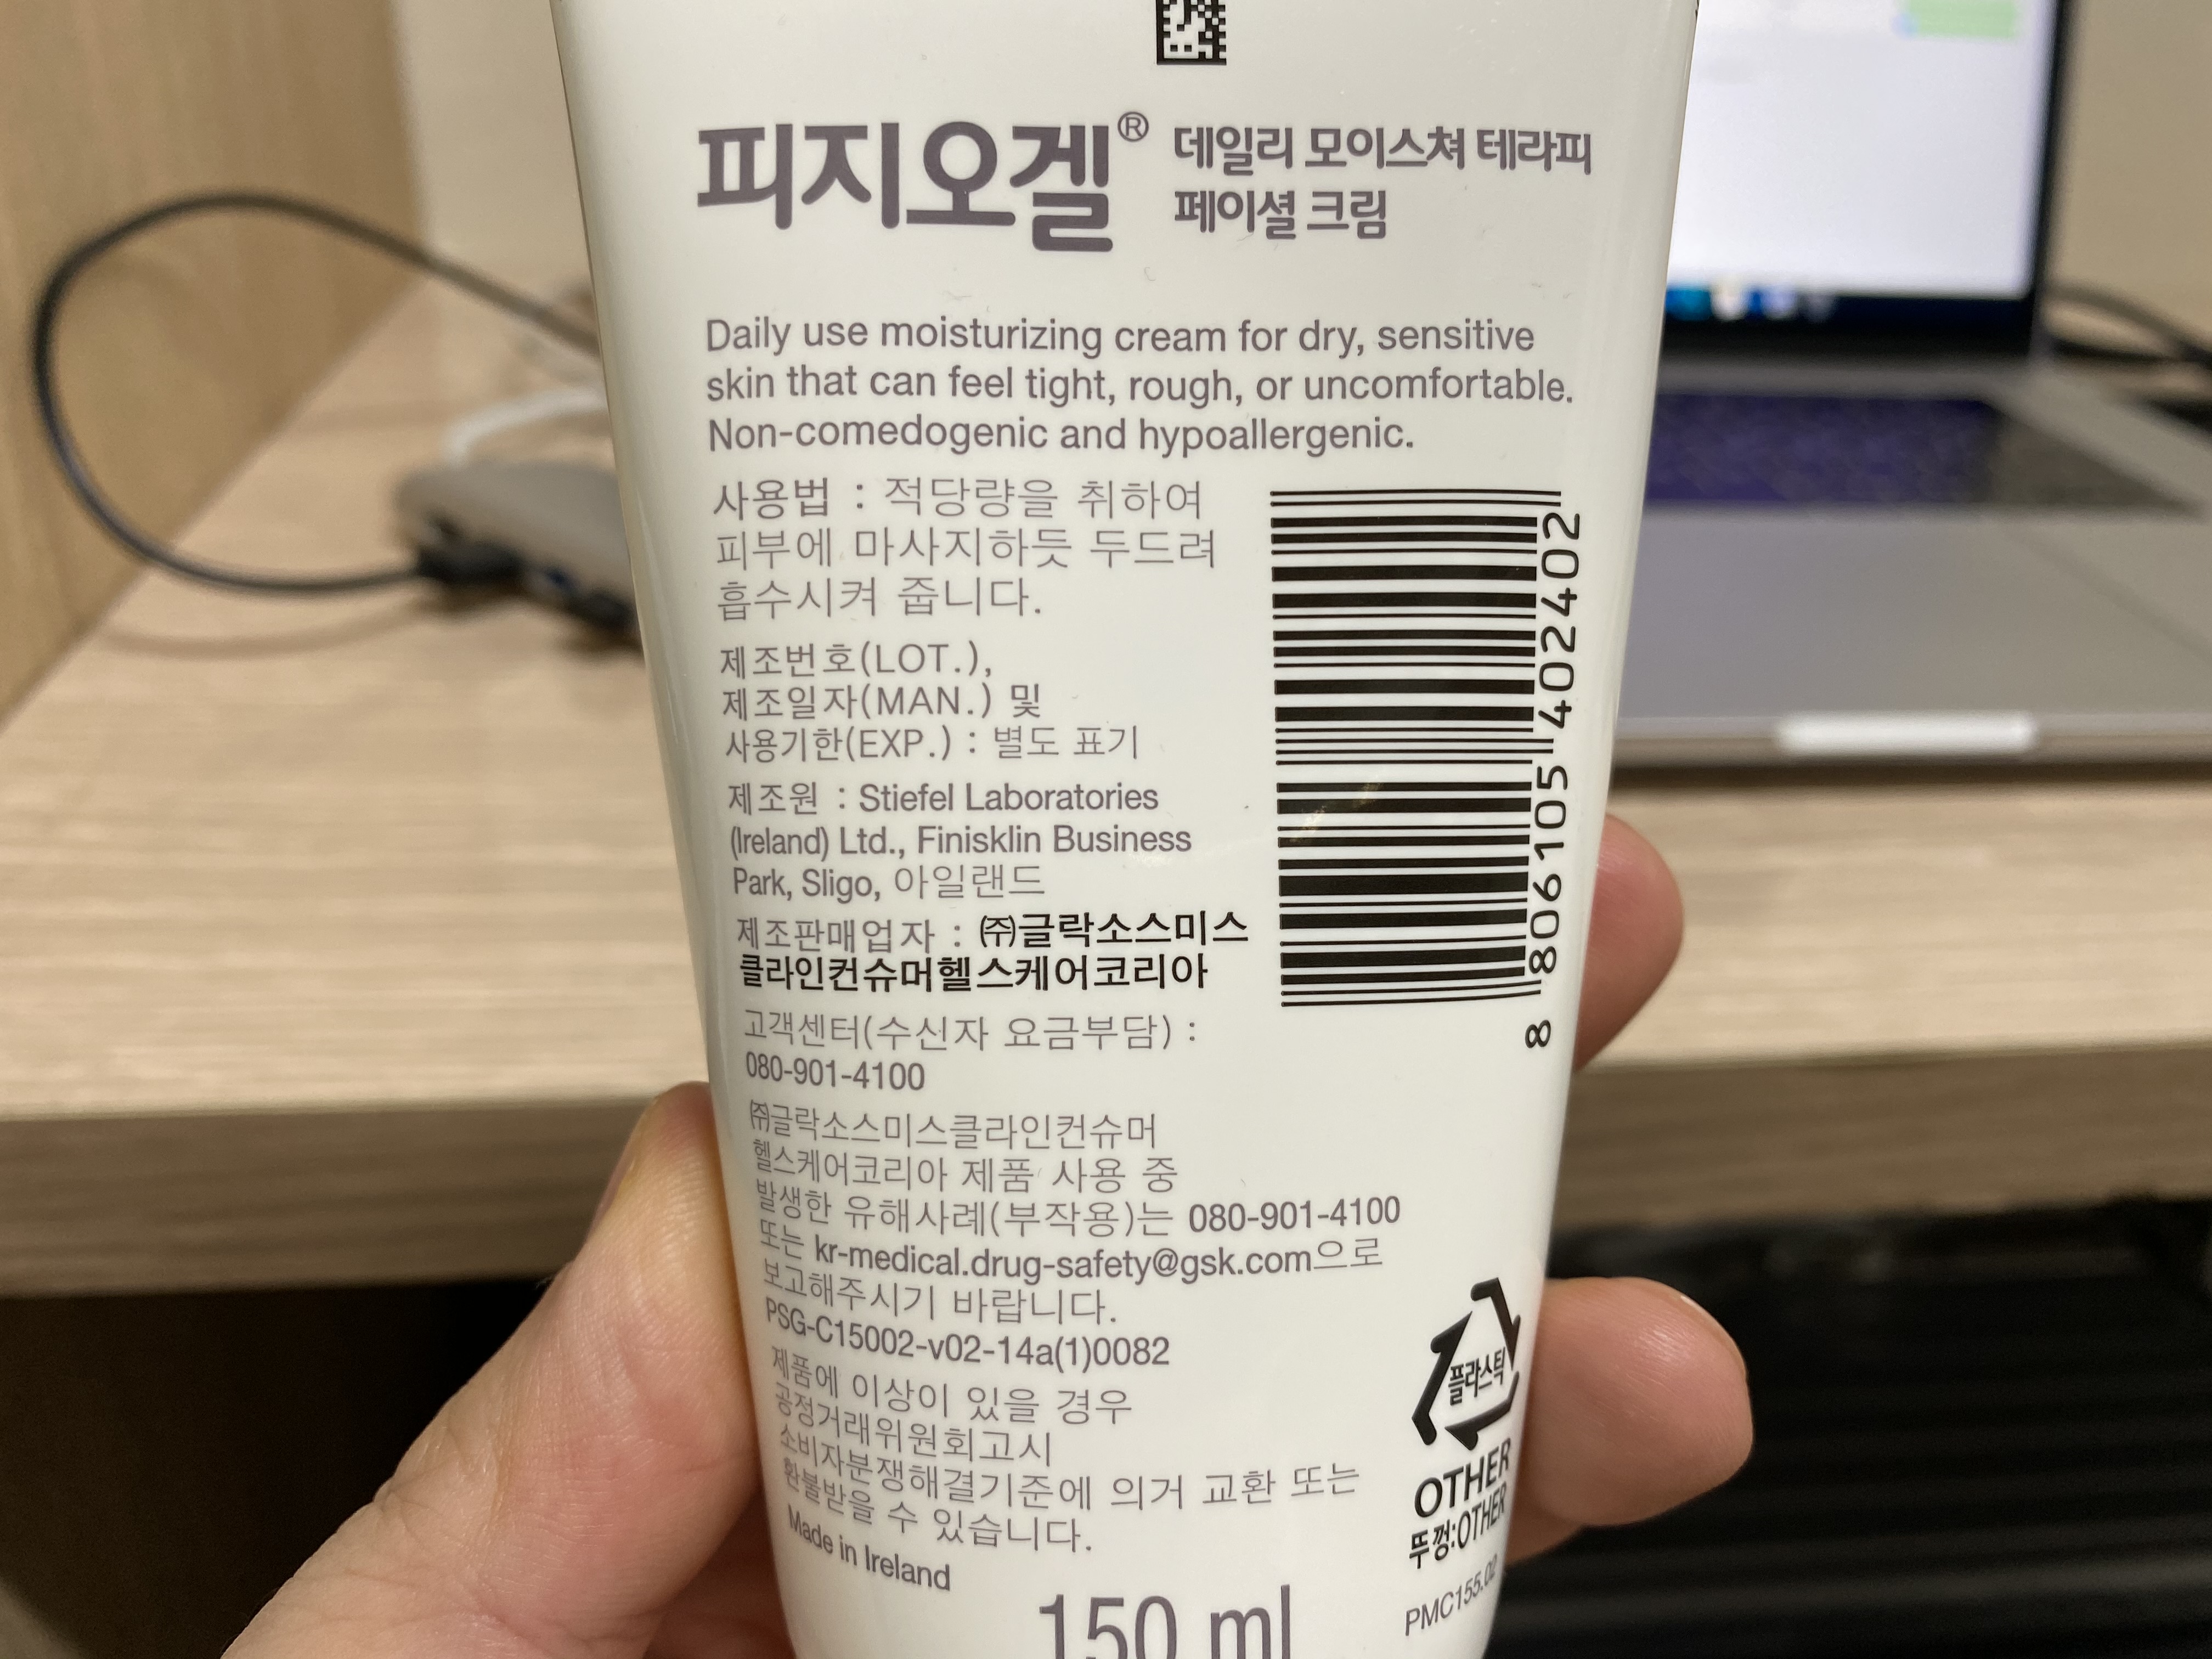 피지오겔® 데일리 모이스쳐 테라피
페이셜 크림
Daily use moisturizing cream for dry, sensitive
skin that can feel tight, rough, or uncomfortable.
Non-comedogenic and hypoallergenic.
사용법 : 적당량을 취하여
피부에 마사지하듯 두드려
흡수시켜 줍니다.
제조번호(LOT.),
제조일자(MAN.) 및
사용기한(EXP.) : 별도 표기
제조원 : Stiefel Laboratories
(Ireland) Ltd., Finisklin Business
Park, Sligo, 아일랜드
제조판매업자 : ㈜글락소스미스
클라인컨슈머헬스케어코리아
고객센터(수신자 요금부담) :
080-901-4100
㈜글락소스미스클라인컨슈머
헬스케어코리아 제품 사용 중
발생한 유해사례(부작용)는 080-901-4100
또는 kr-medical.drug-safety@gsk.com으로
보고해주시기 바랍니다.
PSG-C15002-v02-14a(1)0082
제품에 이상이 있을 경우
공정거래위원회고시
소비자분쟁해결기준에 의거 교환 또는
환불받을 수 있습니다.
Made in Ireland
150 ml
8 806105 402402
플라스틱
OTHER
뚜껑:OTHER
PMC155.02